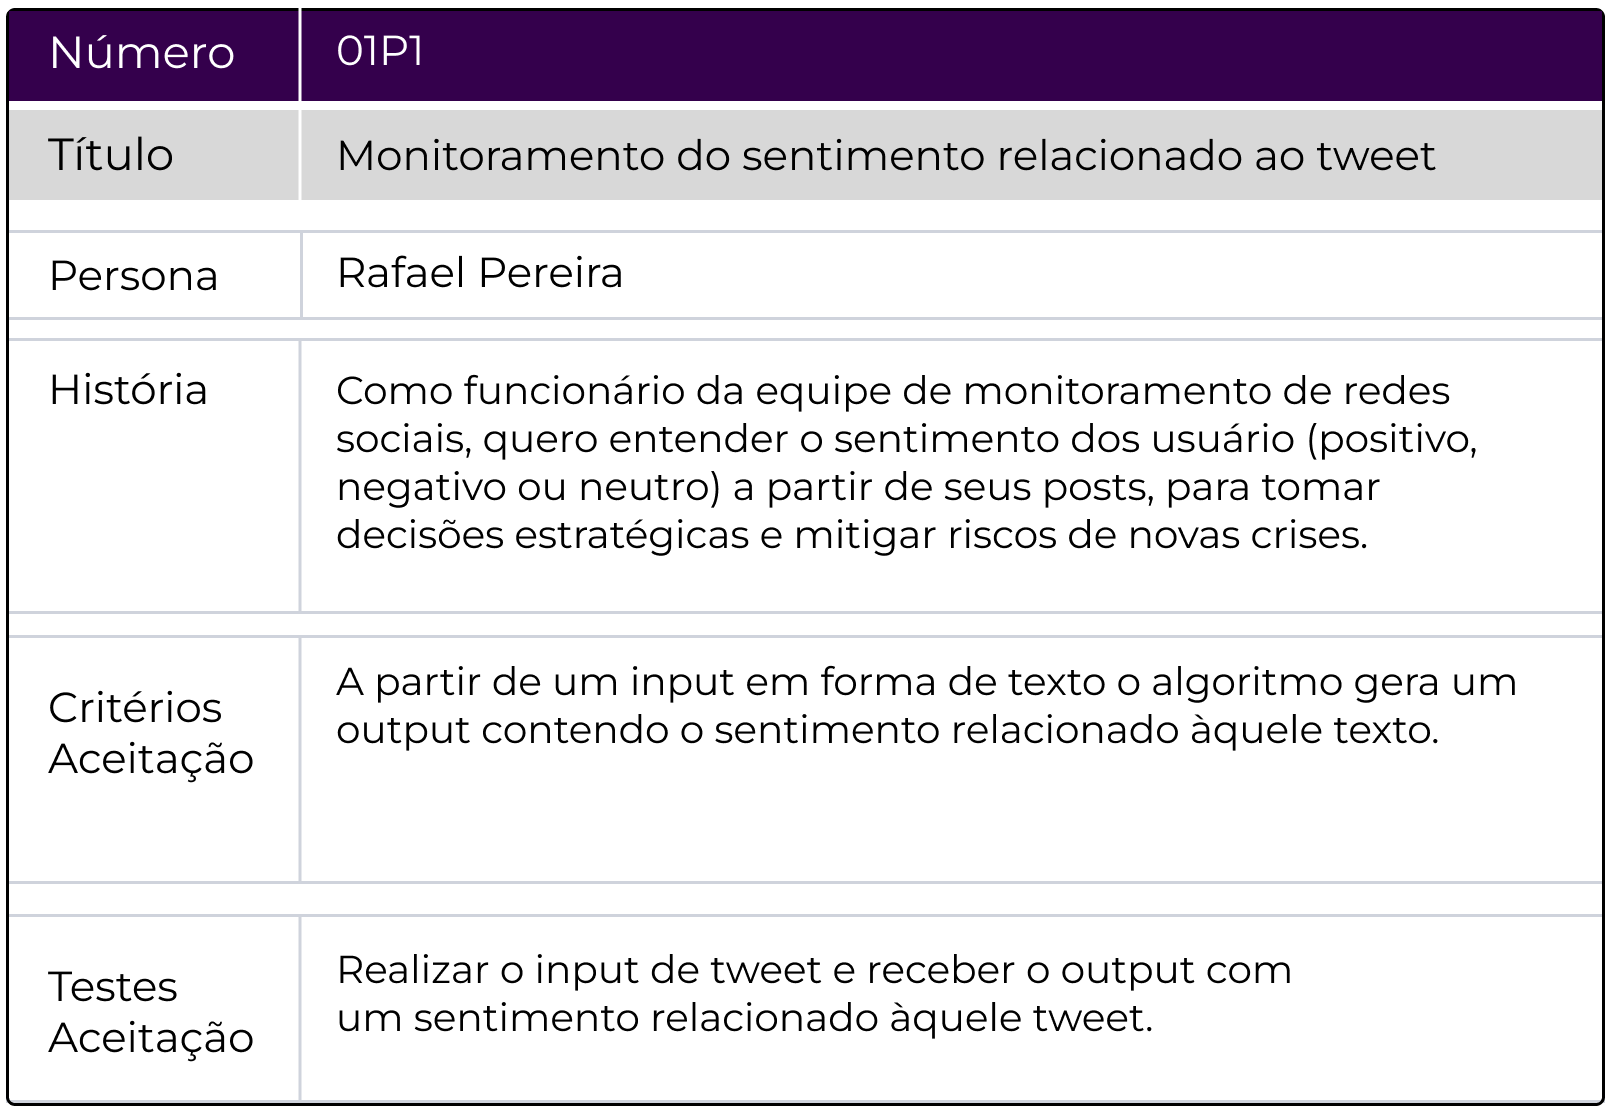 Número
01P1
Título
Monitoramento do sentimento relacionado ao tweet
Persona
Rafael Pereira
História
Como funcionário da equipe de monitoramento de redes
sociais, quero entender o sentimento dos usuário (positivo,
negativo ou neutro) a partir de seus posts, para tomar
decisões estratégicas e mitigar riscos de novas crises.
Critérios
Aceitação
A partir de um input em forma de texto o algoritmo gera um
output contendo o sentimento relacionado àquele texto.
Testes
Aceitação
Realizar o input de tweet e receber o output com
um sentimento relacionado àquele tweet.